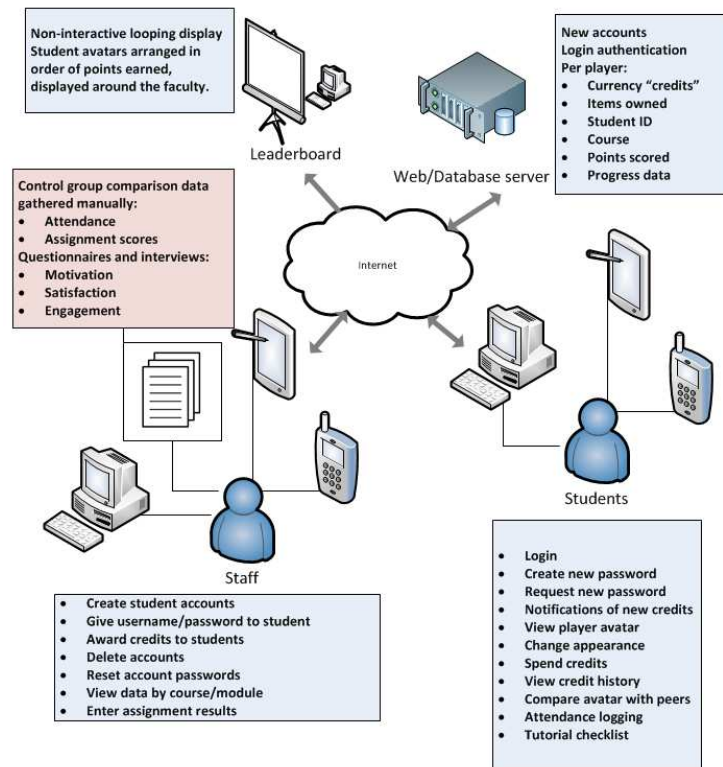 Non-interactive looping display
Student avatars arranged in
order of points earned,
displayed around the faculty.
Leaderboard
New accounts
Login authentication
Per player:
• Currency “credits”
• Items owned
• Student ID
• Course
• Points scored
• Progress data
Web/Database server
Control group comparison data
gathered manually:
• Attendance
• Assignment scores
Questionnaires and interviews:
• Motivation
• Satisfaction
• Engagement
Internet
Staff
• Create student accounts
• Give username/password to student
• Award credits to students
• Delete accounts
• Reset account passwords
• View data by course/module
• Enter assignment results
Students
• Login
• Create new password
• Request new password
• Notifications of new credits
• View player avatar
• Change appearance
• Spend credits
• View credit history
• Compare avatar with peers
• Attendance logging
• Tutorial checklist